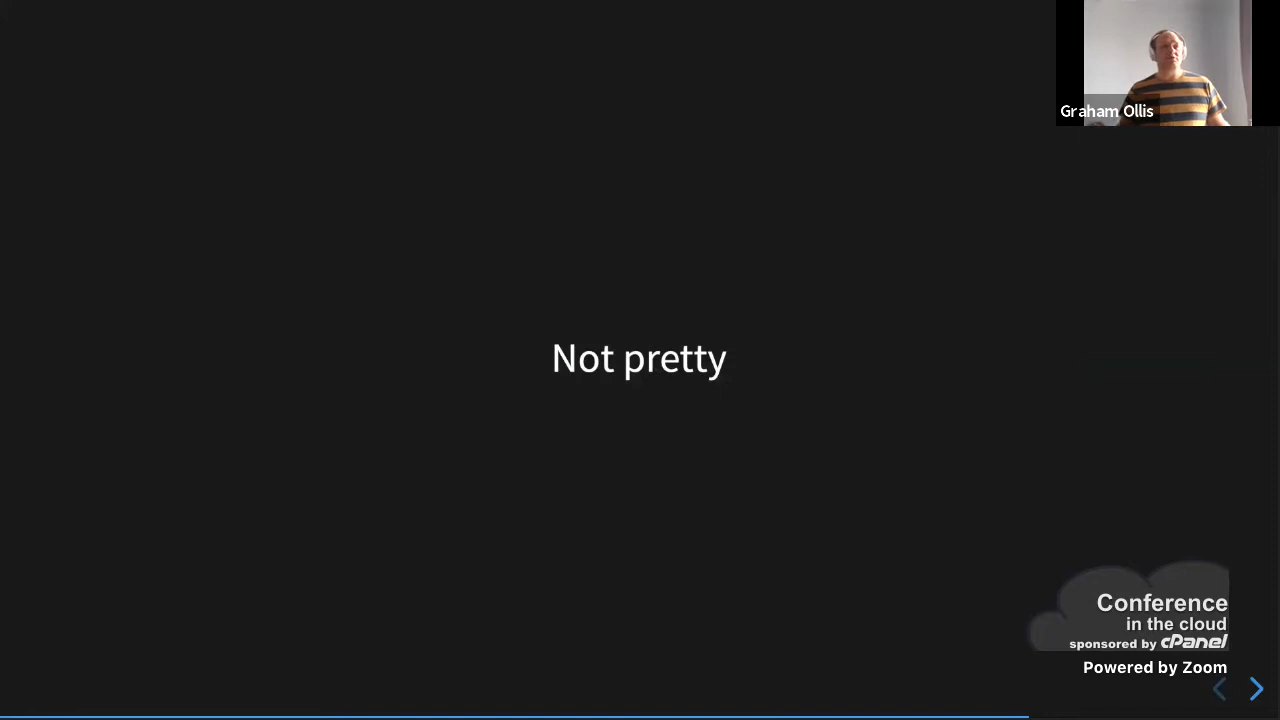 Graham Ollis
Not pretty
Conference
in the cloud
sponsored by cPanel
Powered by Zoom